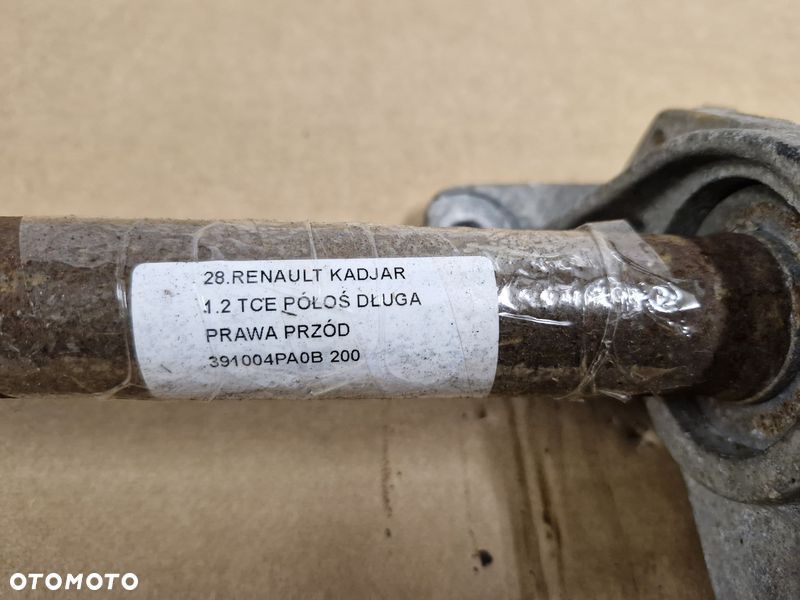 28.RENAULT KADJAR
1.2 TCE PÓŁOŚ DŁUGA
PRAWA PRZÓD
391004PA0B 200
OTOMOTO